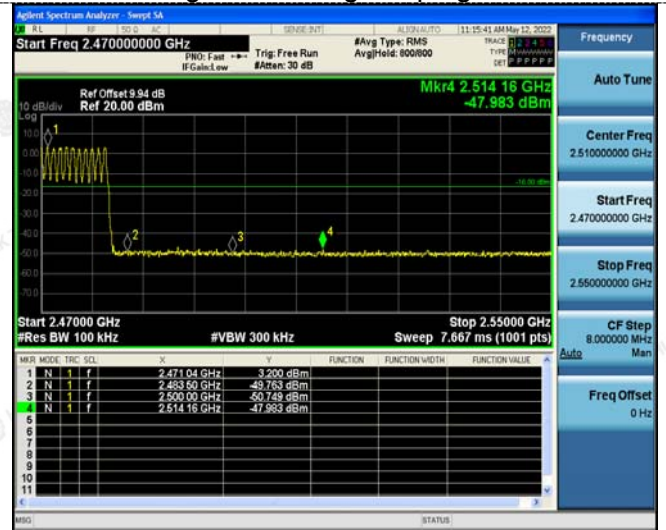 Agilent Spectrum Analyzer - Swept SA
RL RF 50 Ω AC SENSE:INT ALIGN AUTO 11:15:41 AM May 12, 2022
Start Freq 2.470000000 GHz
PNO: Fast
IFGain:Low
Trig: Free Run
#Atten: 30 dB
#Avg Type: RMS
Avg|Hold: 800/800
TRACE 1 2 3 4 5 6
TYPE M
DET P P P P P P
Mkr4 2.514 16 GHz
-47.983 dBm
Ref Offset 9.94 dB
10 dB/div Ref 20.00 dBm
Log
10.0
0.00
-10.0
-20.0
-30.0
-40.0
-50.0
-60.0
-70.0
1
2
3
4
-16.80 dBm
Start 2.47000 GHz Stop 2.55000 GHz
#Res BW 100 kHz #VBW 300 kHz Sweep 7.667 ms (1001 pts)
MKR MODE TRC SCL X Y FUNCTION FUNCTION WIDTH FUNCTION VALUE
1 N 1 f 2.471 04 GHz 3.200 dBm
2 N 1 f 2.483 50 GHz -49.763 dBm
3 N 1 f 2.500 00 GHz -50.749 dBm
4 N 1 f 2.514 16 GHz -47.983 dBm
5
6
7
8
9
10
11
MSG STATUS
Frequency
Auto Tune
Center Freq
2.510000000 GHz
Start Freq
2.470000000 GHz
Stop Freq
2.550000000 GHz
CF Step
8.000000 MHz
Auto Man
Freq Offset
0 Hz